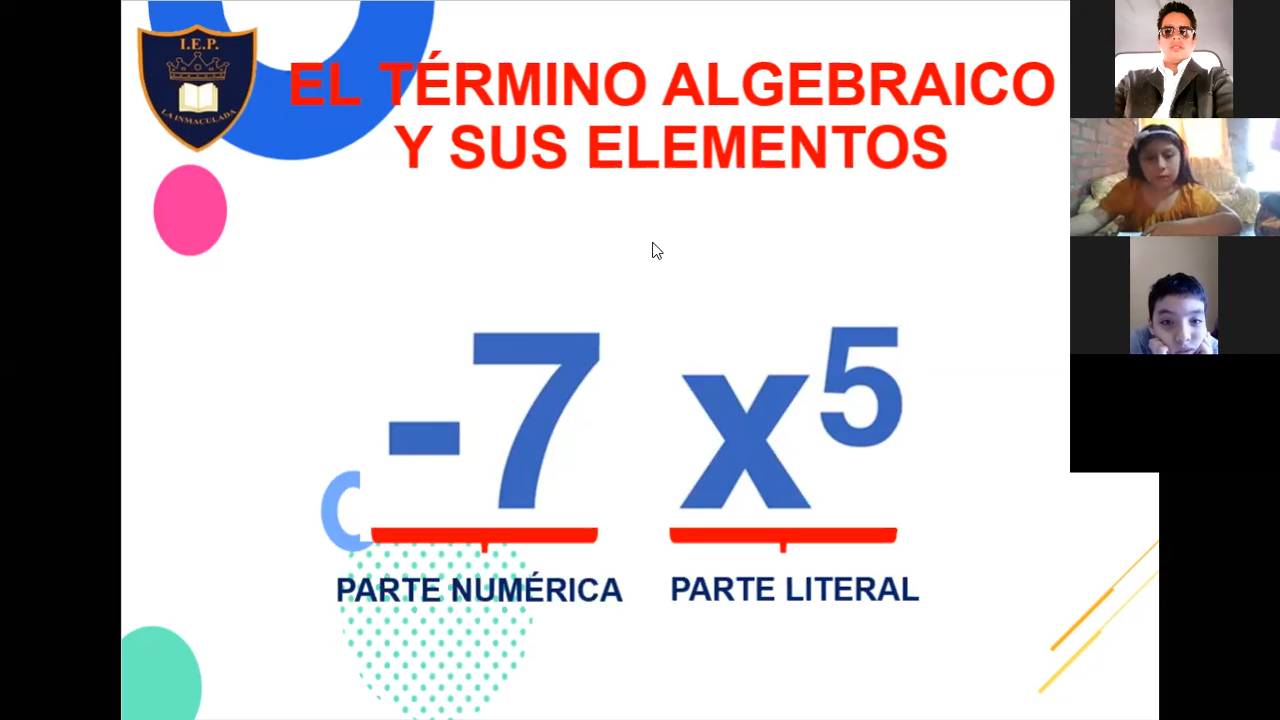 I.E.P.
LA INMACULADA
EL TÉRMINO ALGEBRAICO
Y SUS ELEMENTOS
-7 x⁵
PARTE NUMÉRICA PARTE LITERAL